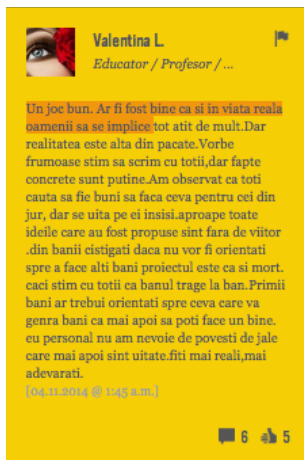 Valentina L.
Educator / Profesor / ...
Un joc bun. Ar fi fost bine ca si in viata reala
oamenii sa se implice tot atit de mult.Dar
realitatea este alta din pacate.Vorbe
frumoase stim sa scrim cu totii,dar fapte
concrete sunt putine.Am observat ca toti
cauta sa fie buni sa faca ceva pentru cei din
jur, dar se uita pe ei insisi.aproape toate
ideile care au fost propuse sint fara de viitor
.din banii cistigati daca nu vor fi orientati
spre a face alti bani proiectul este ca si mort.
caci stim cu totii ca banul trage la ban.Primii
bani ar trebui orientati spre ceva care va
genra bani ca mai apoi sa poti face un bine.
eu personal nu am nevoie de povesti de jale
care mai apoi sint uitate.fiti mai reali,mai
adevarati.
[04.11.2014 @ 1:45 a.m.]
6 5